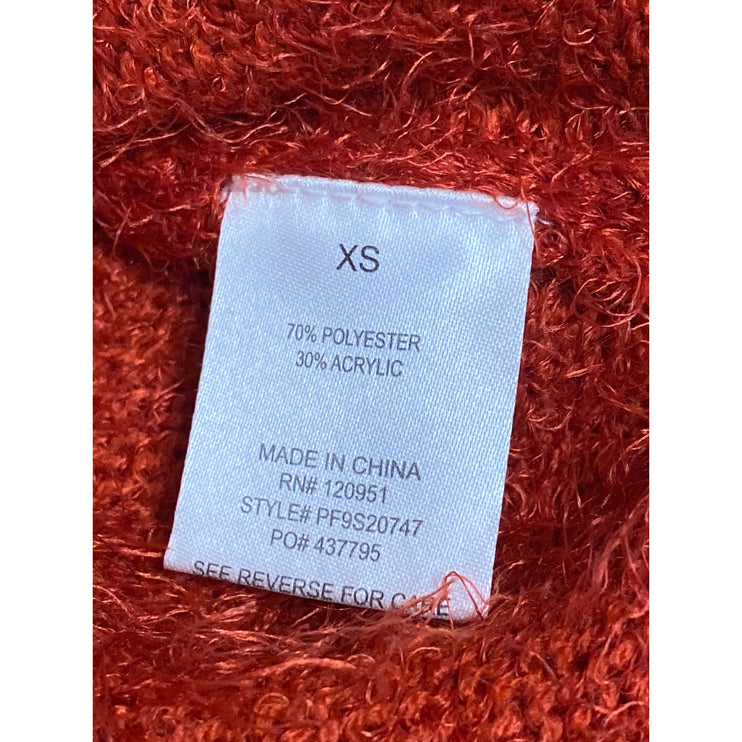 XS
70% POLYESTER
30% ACRYLIC
MADE IN CHINA
RN# 120951
STYLE# PF9S20747
PO# 437795
SEE REVERSE FOR CARE